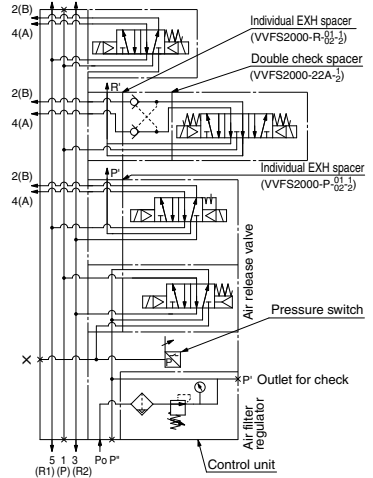 Individual EXH spacer
(VVFS2000-R-01/02-1/2)
Double check spacer
(VVFS2000-22A-1/2)
2(B)
4(A)
R'
2(B)
4(A)
Individual EXH spacer
(VVFS2000-P-01/02-1/2)
P'
2(B)
4(A)
Air release valve
Pressure switch
P
X
P' Outlet for check
Air filter
regulator
5 1 3 Po P"
(R1) (P) (R2)
Control unit